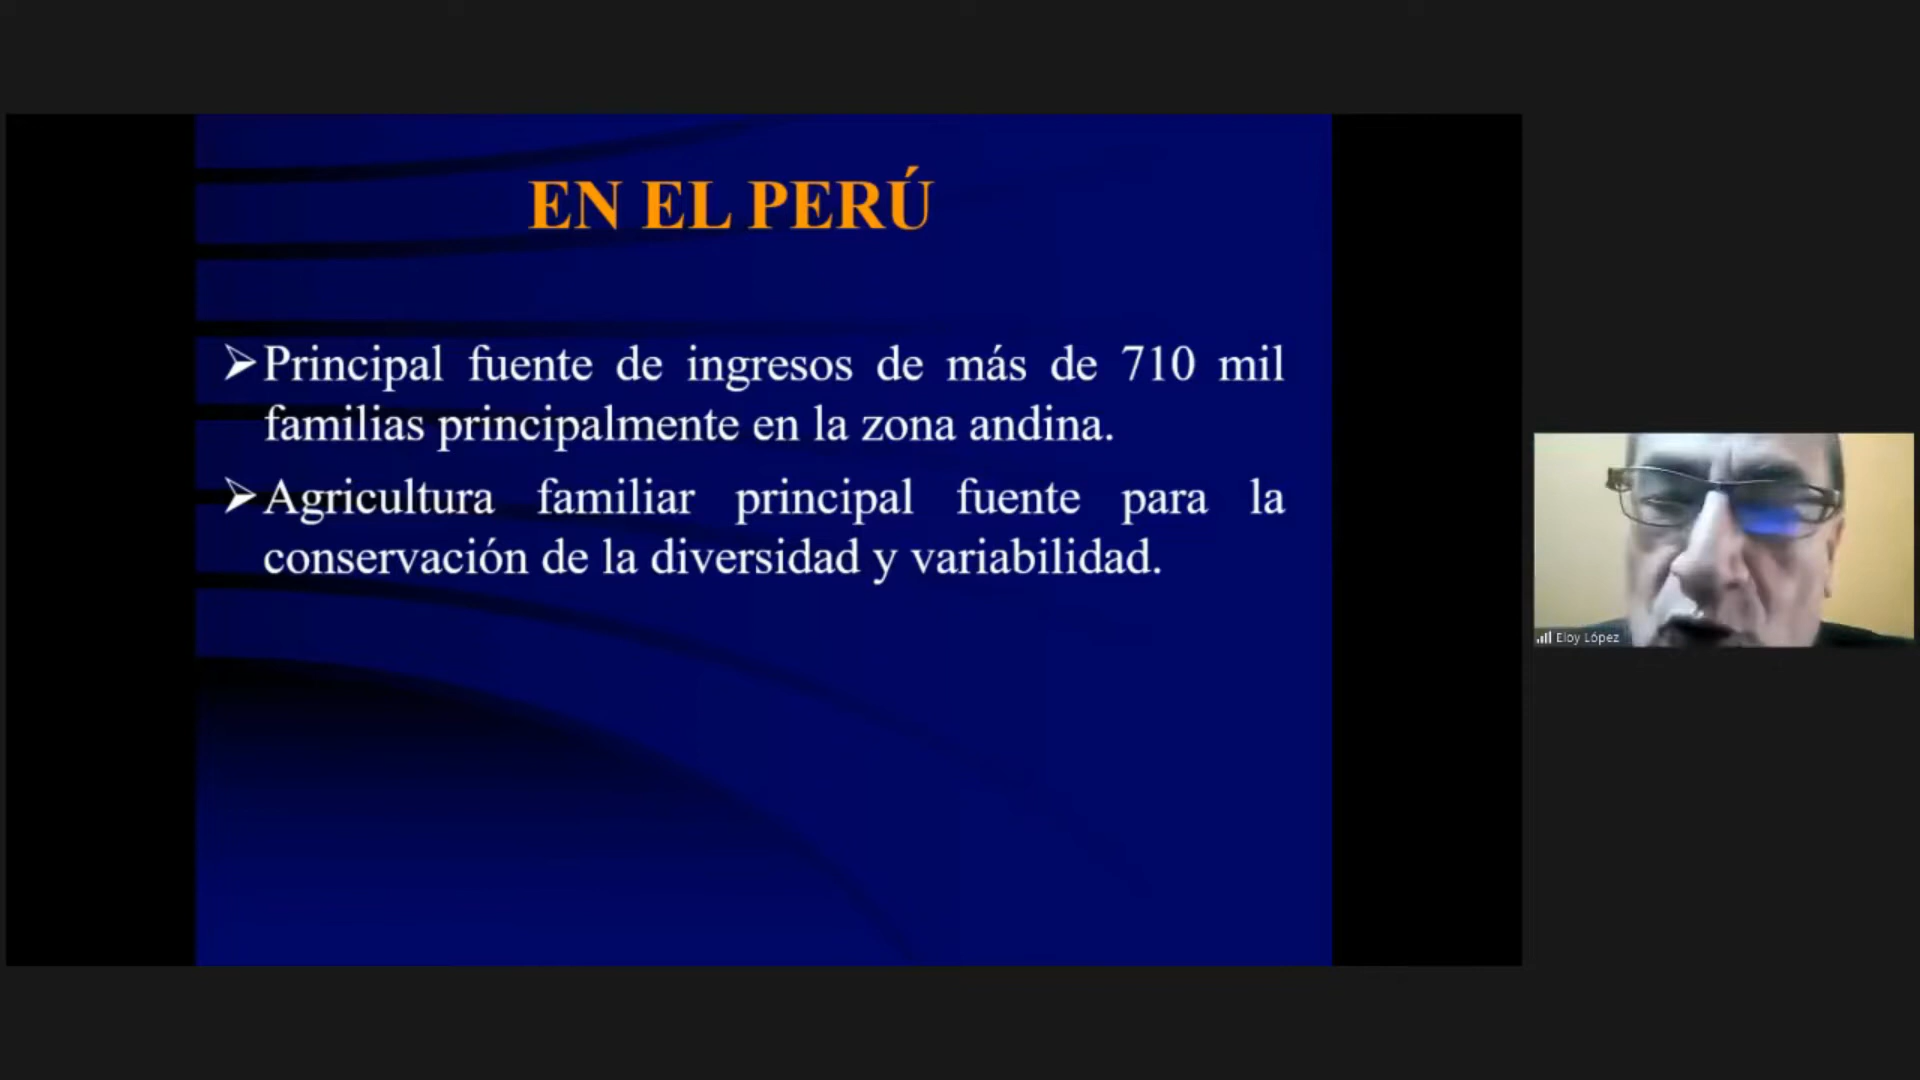 EN EL PERÚ
➢Principal fuente de ingresos de más de 710 mil
familias principalmente en la zona andina.
➢Agricultura familiar principal fuente para la
conservación de la diversidad y variabilidad.
Eloy López